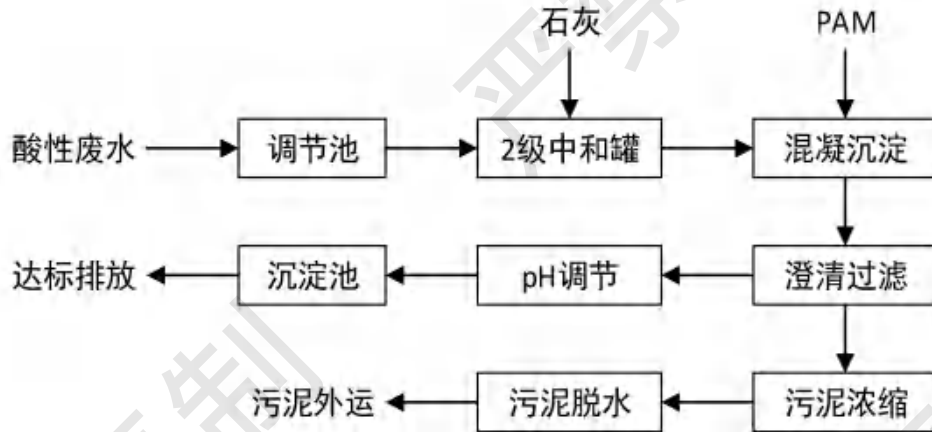 石灰
PAM
酸性废水
调节池
2级中和罐
混凝沉淀
达标排放
沉淀池
pH调节
澄清过滤
污泥外运
污泥脱水
污泥浓缩